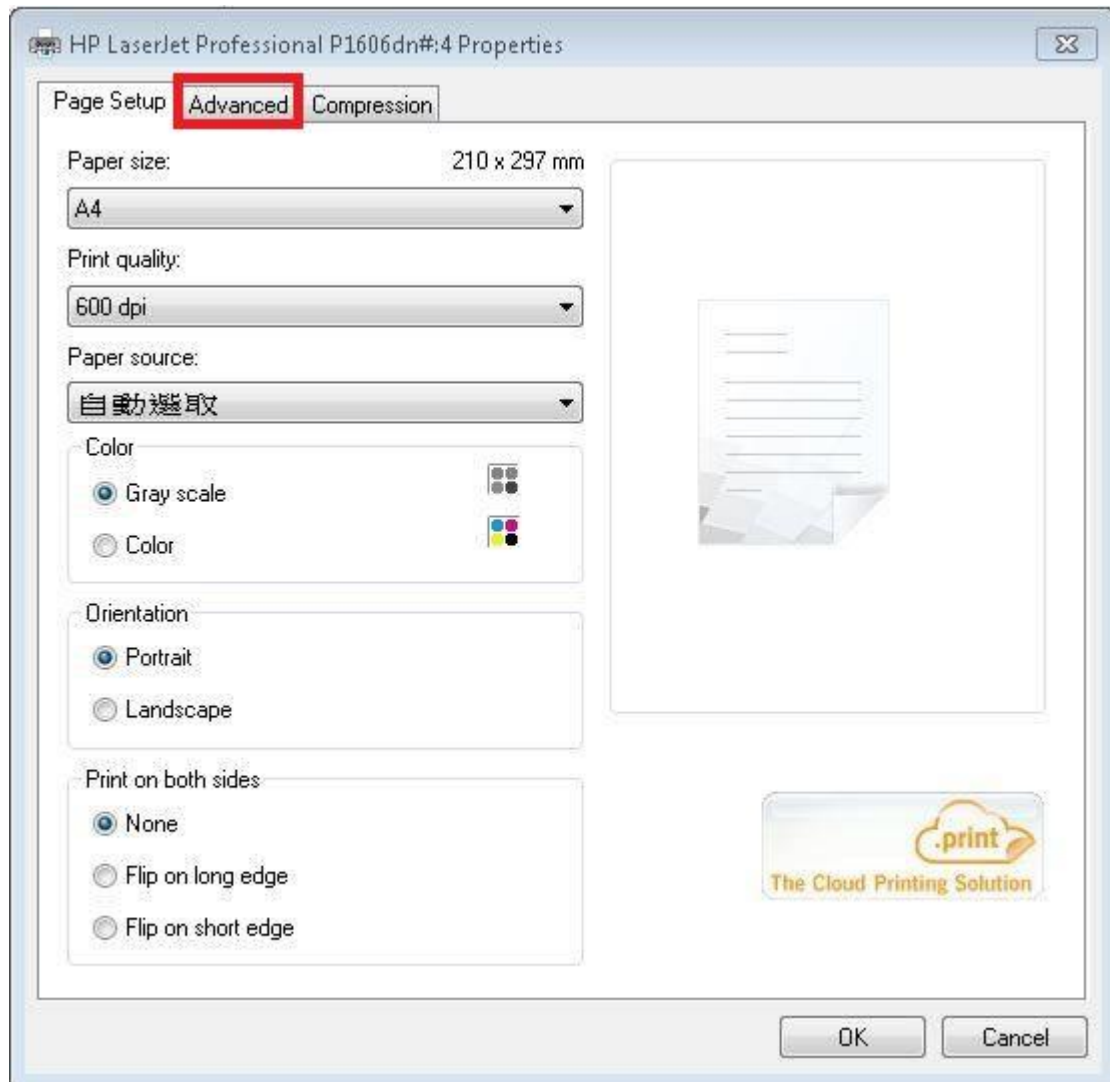 HP LaserJet Professional P1606dn#:4 Properties
Page Setup Advanced Compression
Paper size: 210 x 297 mm
A4
Print quality:
600 dpi
Paper source:
自動選取
Color
Gray scale
Color
Orientation
Portrait
Landscape
Print on both sides
None
Flip on long edge
Flip on short edge
.print
The Cloud Printing Solution
OK Cancel